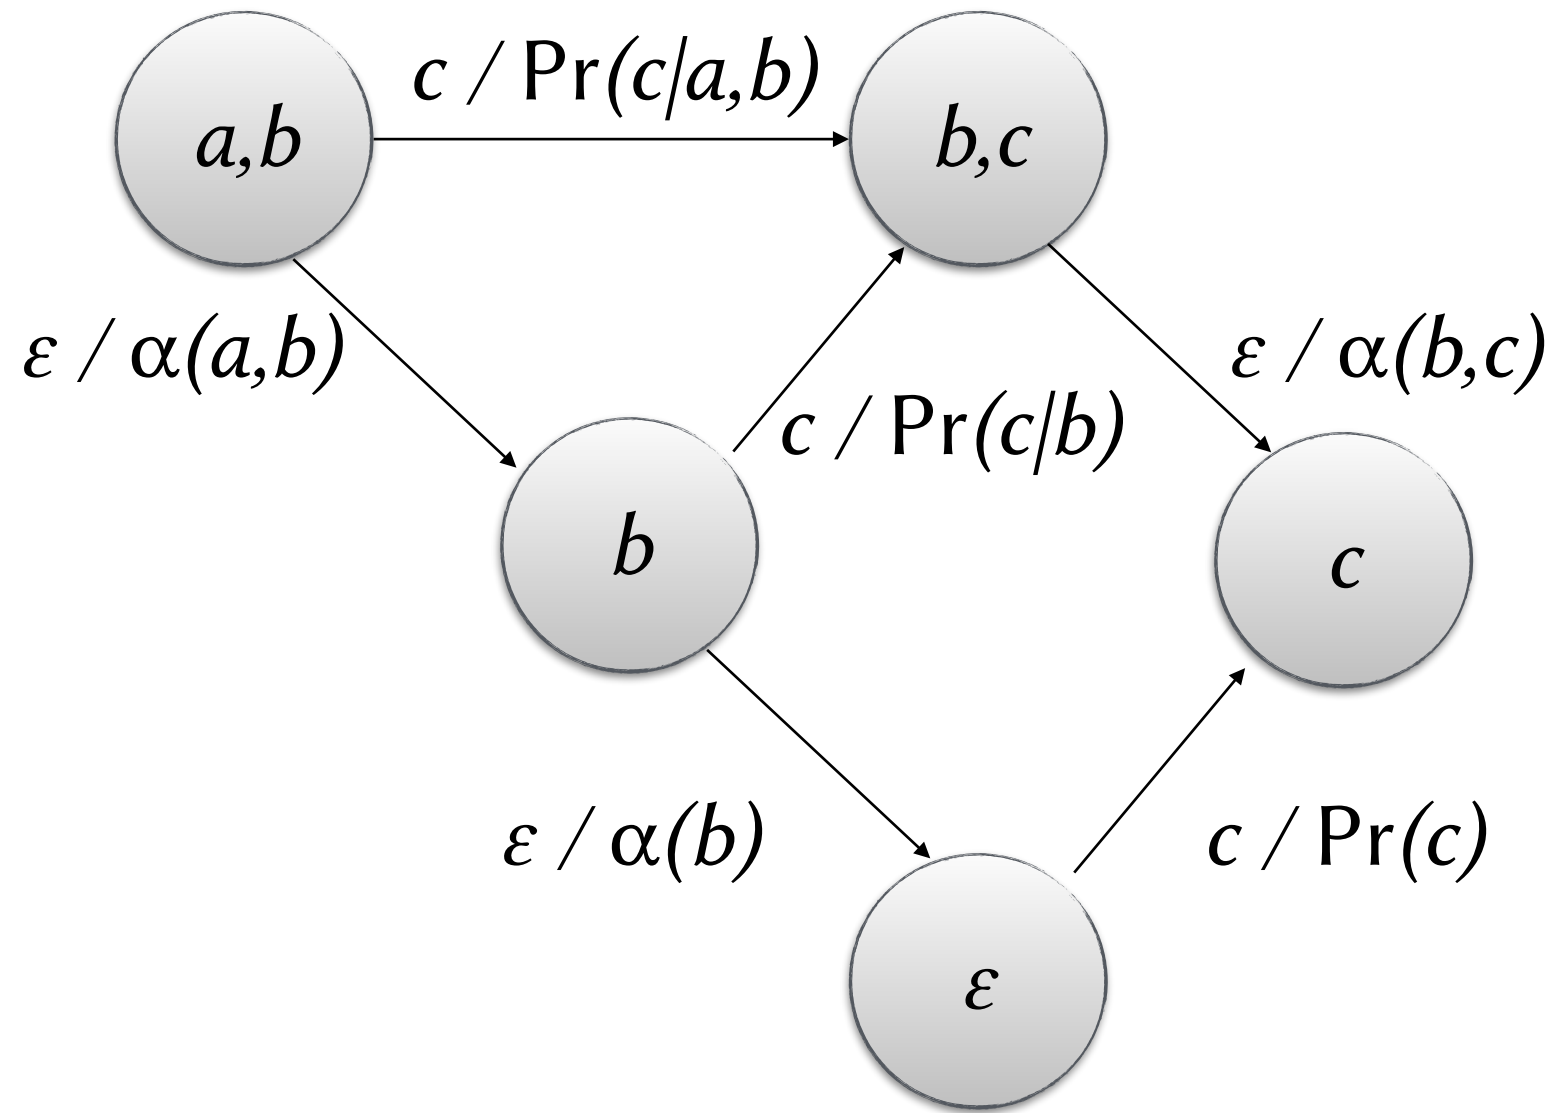 c / Pr(c|a,b)
a,b
b,c
ε / α(a,b)
ε / α(b,c)
c / Pr(c|b)
b
c
ε / α(b)
c / Pr(c)
ε